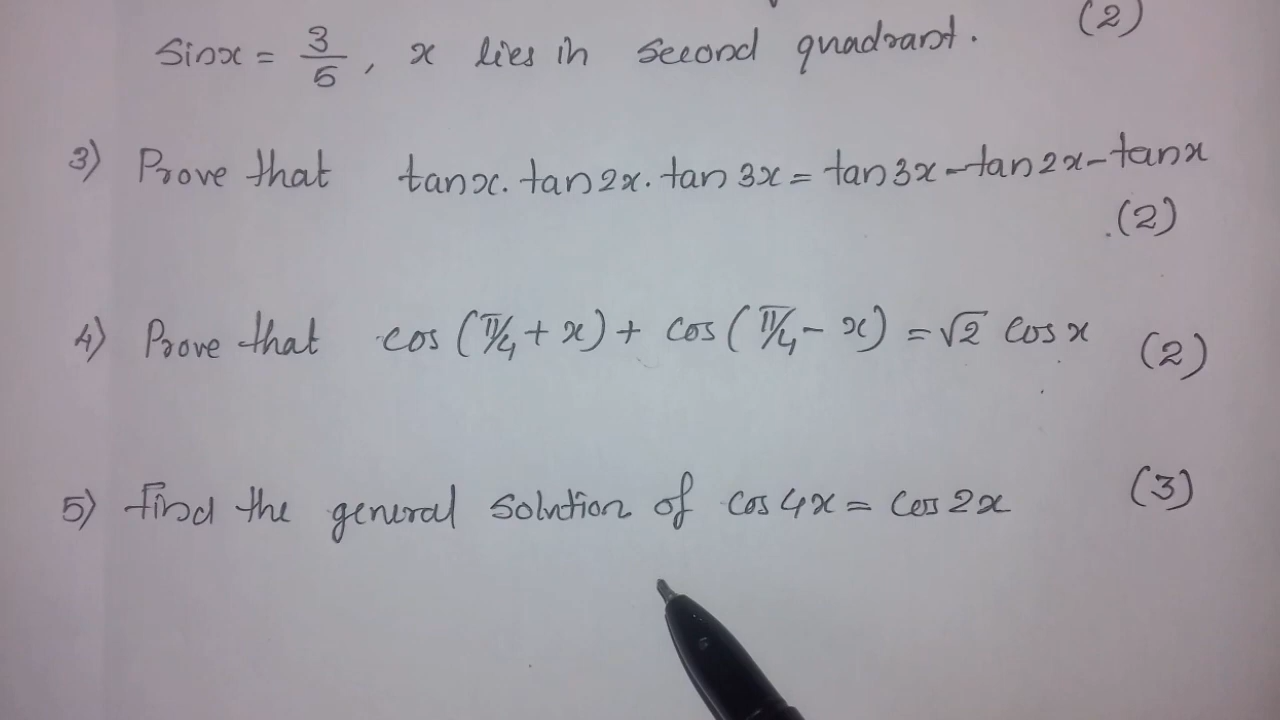 (2)
Sinx = 3/5, x lies in second quadrant.
3) Prove that tanx. tan2x. tan 3x = tan3x - tan2x - tanx
(2)
4) Prove that cos (π/4 + x) + cos (π/4 - x) = √2 cos x (2)
5) Find the general solution of cos 4x = cos 2x (3)